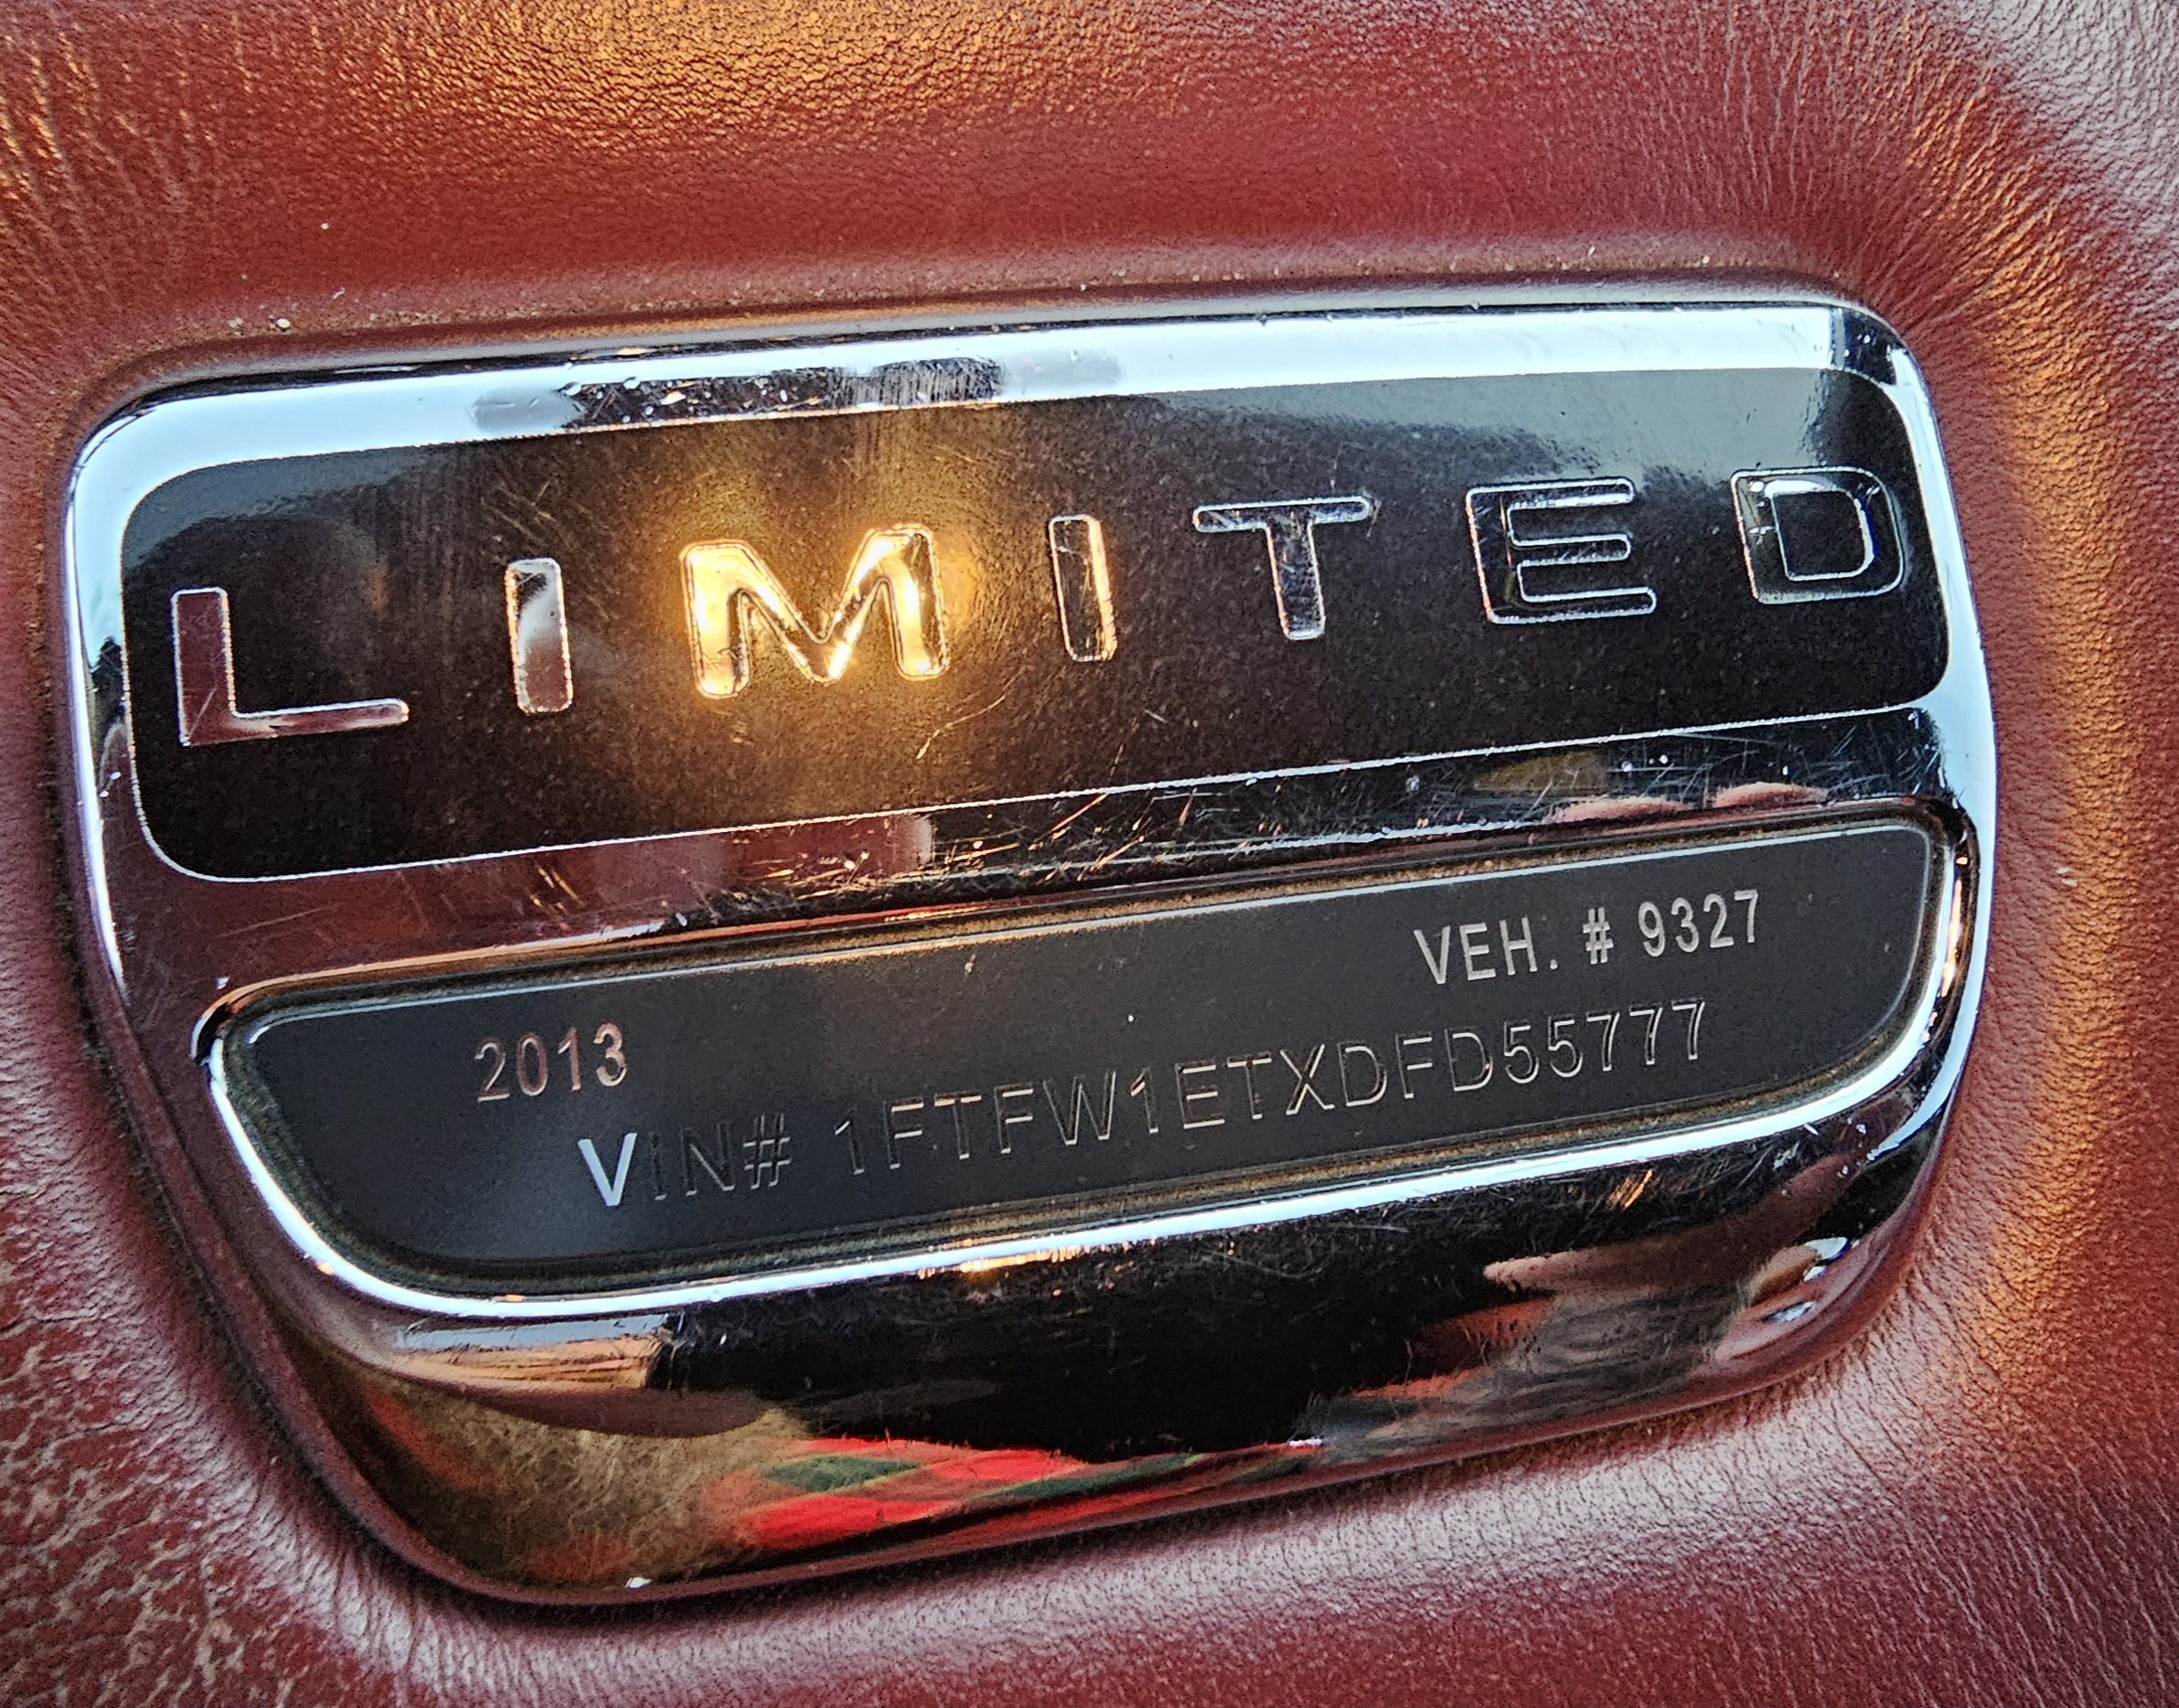 LIMITED
VEH. # 9327
2013
VIN# 1FTFW1ETXDFD55777